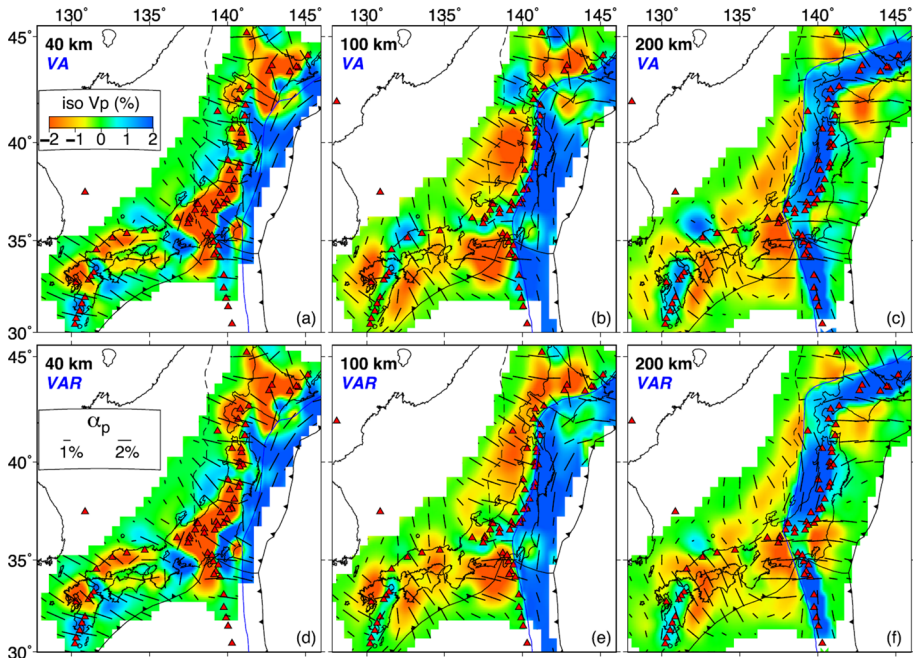 130° 135° 140° 145°
135° 140° 145°
135° 140° 145°
45°
40 km
VA
iso Vp (%)
−2 −1 0 1 2
40°
35°
30°
(a)
100 km
VA
(b)
200 km
VA
(c)
45°
40 km
VAR
αp
1% 2%
40°
35°
30°
(d)
100 km
VAR
(e)
200 km
VAR
(f)